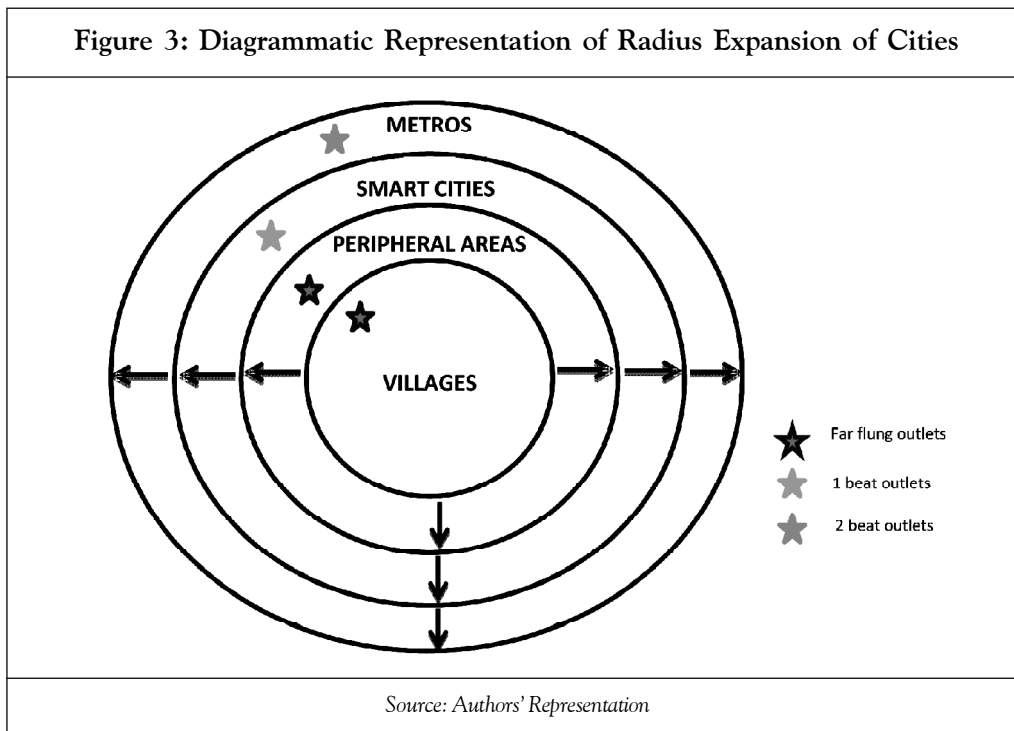 Figure 3: Diagrammatic Representation of Radius Expansion of Cities
METROS
SMART CITIES
PERIPHERAL AREAS
VILLAGES
Far flung outlets
1 beat outlets
2 beat outlets
Source: Authors' Representation